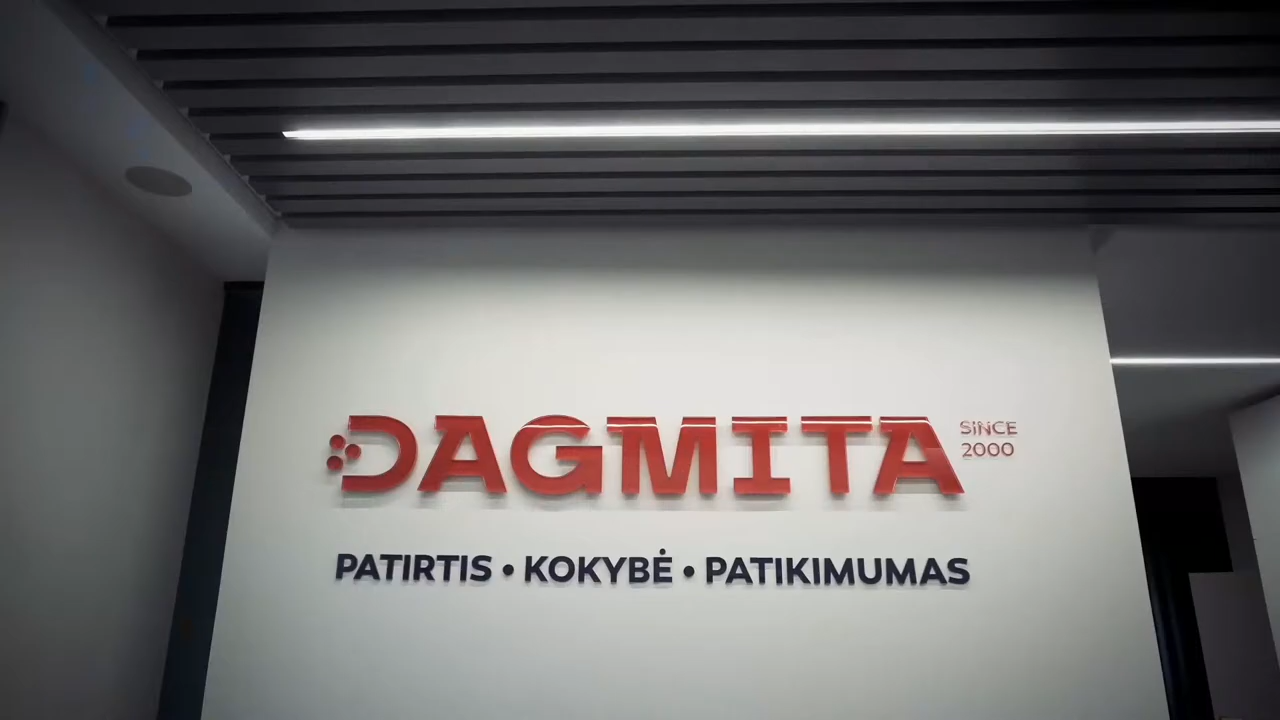 DAGMITA
SINCE
2000
PATIRTIS • KOKYBĖ • PATIKIMUMAS